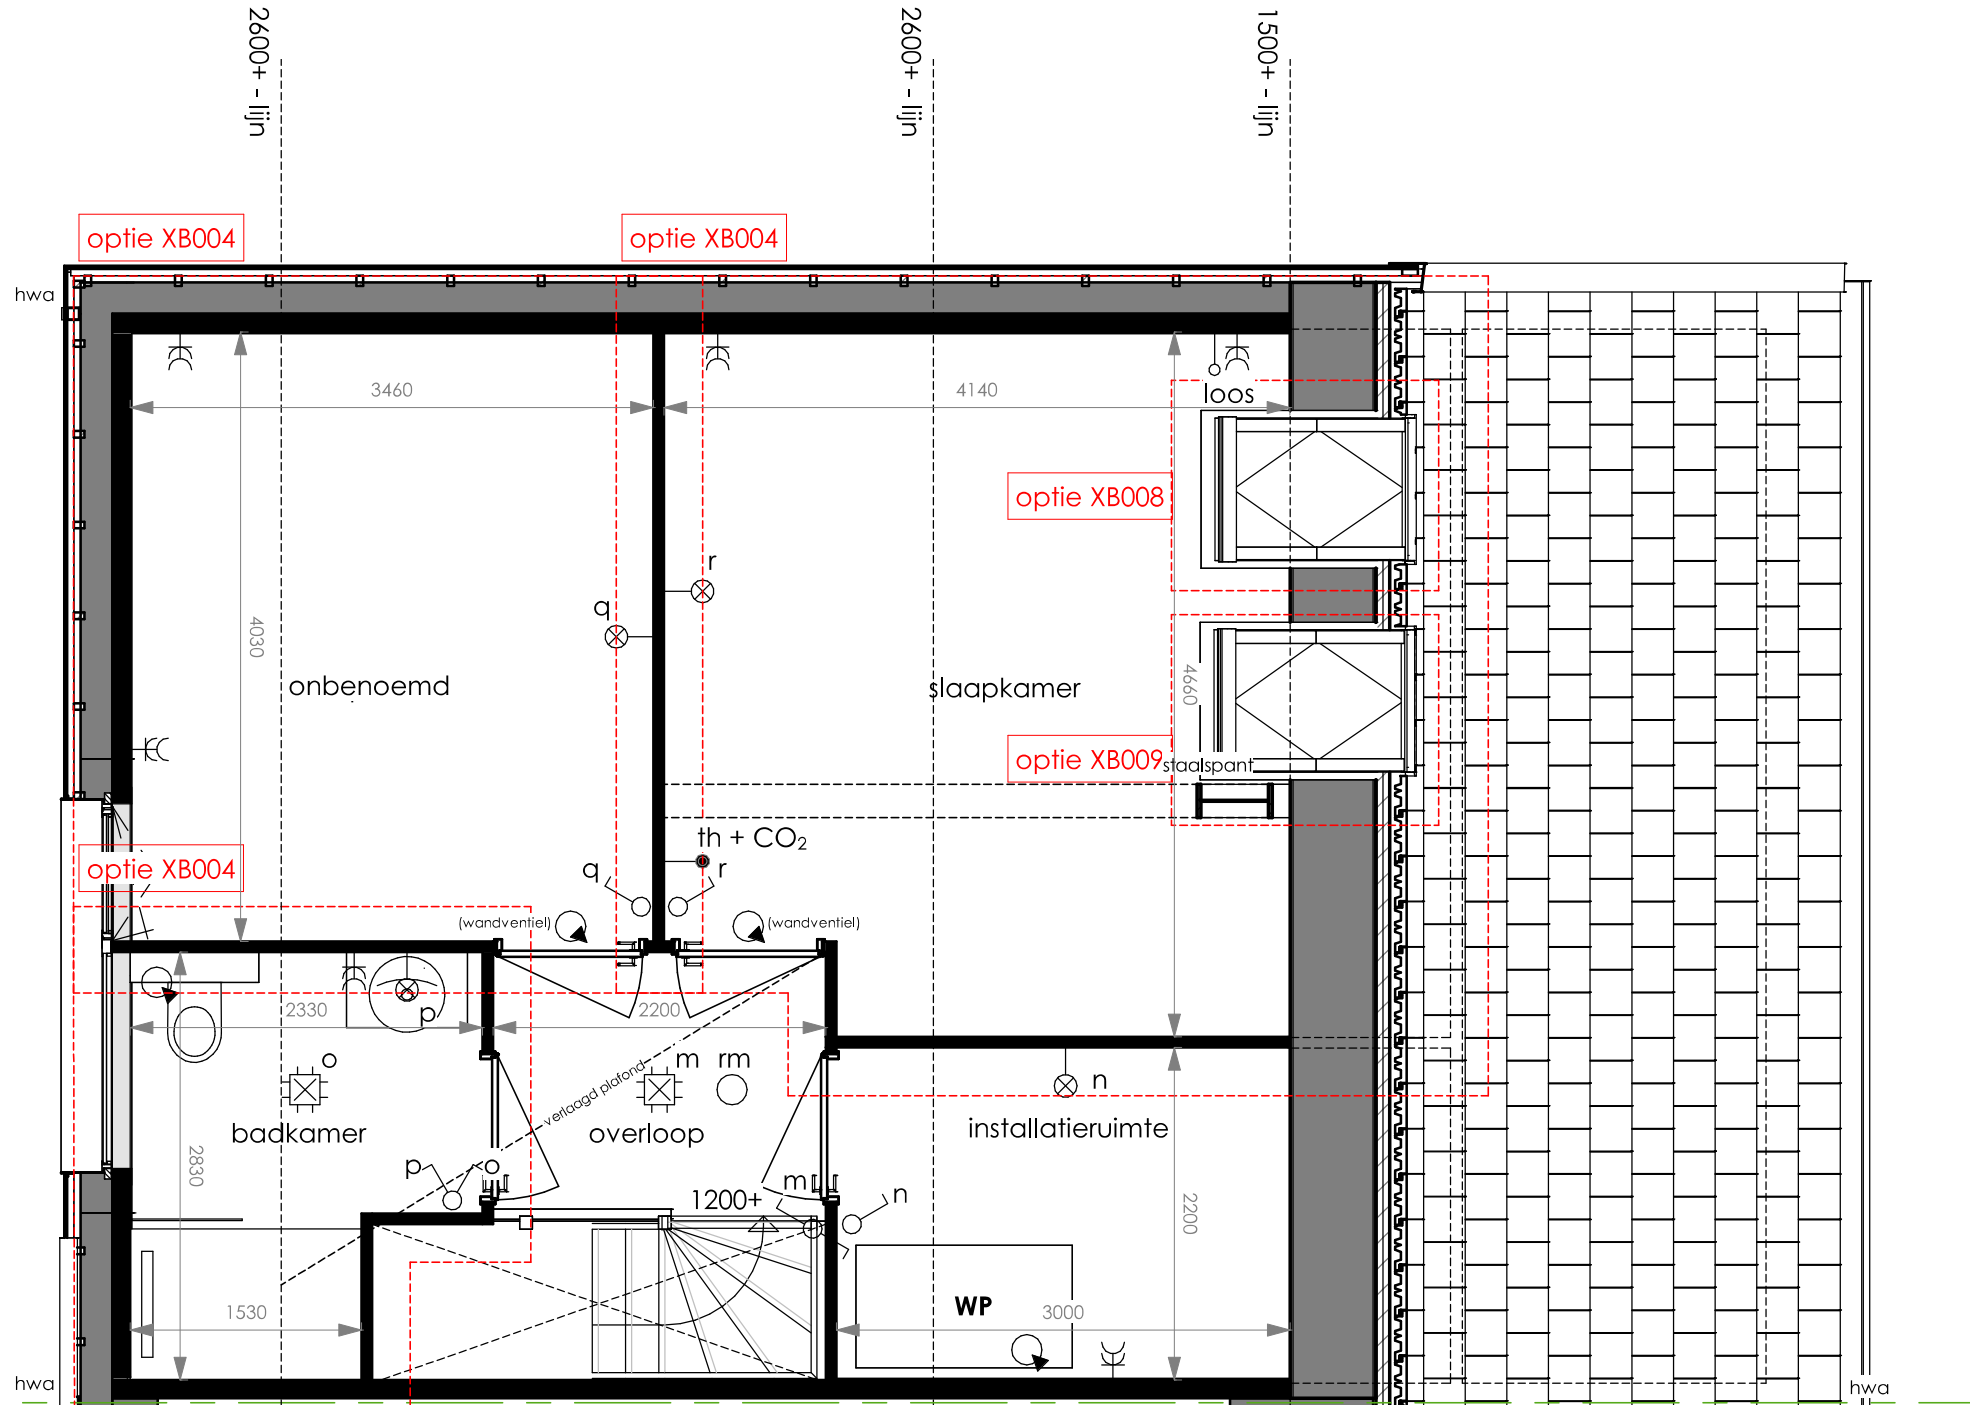 2600+ - lijn
2600+ - lijn
1500+ - lijn
optie XB004
optie XB004
hwa
3460
4140
loos
optie XB008
r
q
4030
4660
onbenoemd
slaapkamer
optie XB009
staalspant
th + CO₂
optie XB004
q
r
(wandventiel)
(wandventiel)
2330
2200
p
o
m
rm
n
verlaagd plafond
badkamer
overloop
installatieruimte
2830
p
o
m
n
1200+
2200
1530
WP
3000
hwa
hwa